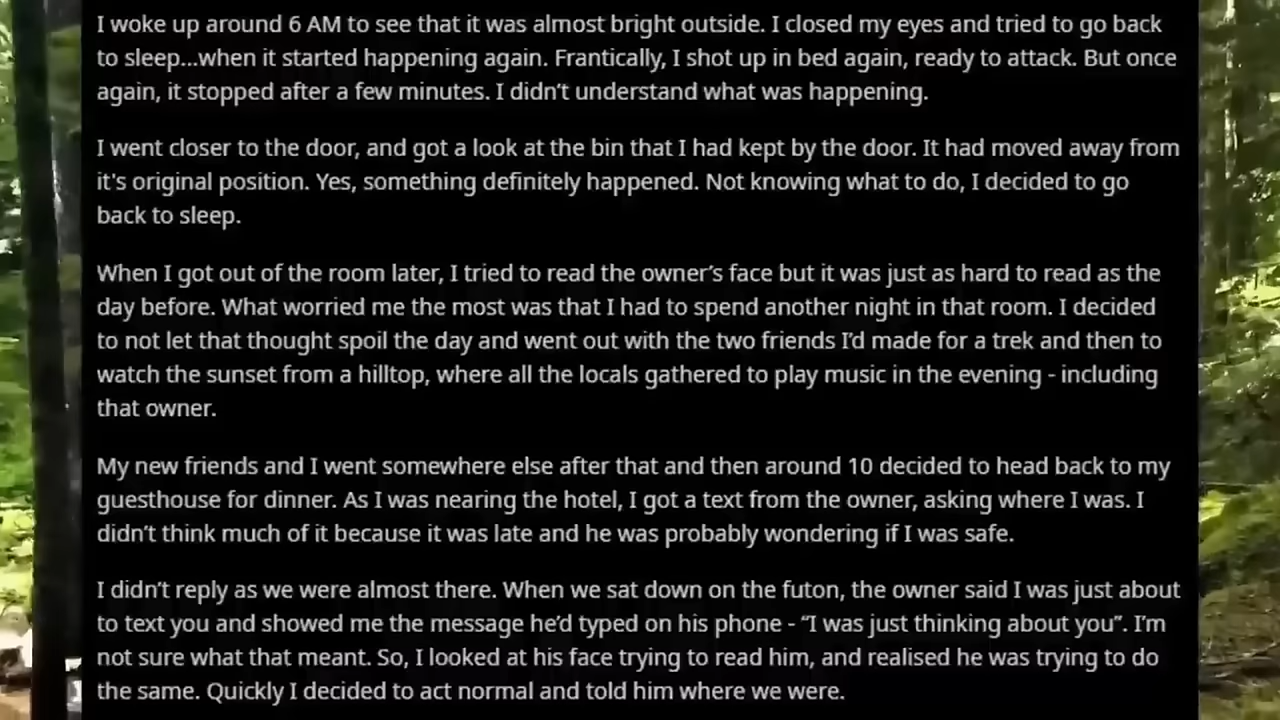 I woke up around 6 AM to see that it was almost bright outside. I closed my eyes and tried to go back
to sleep...when it started happening again. Frantically, I shot up in bed again, ready to attack. But once
again, it stopped after a few minutes. I didn’t understand what was happening.
I went closer to the door, and got a look at the bin that I had kept by the door. It had moved away from
it's original position. Yes, something definitely happened. Not knowing what to do, I decided to go
back to sleep.
When I got out of the room later, I tried to read the owner’s face but it was just as hard to read as the
day before. What worried me the most was that I had to spend another night in that room. I decided
to not let that thought spoil the day and went out with the two friends I’d made for a trek and then to
watch the sunset from a hilltop, where all the locals gathered to play music in the evening - including
that owner.
My new friends and I went somewhere else after that and then around 10 decided to head back to my
guesthouse for dinner. As I was nearing the hotel, I got a text from the owner, asking where I was. I
didn’t think much of it because it was late and he was probably wondering if I was safe.
I didn’t reply as we were almost there. When we sat down on the futon, the owner said I was just about
to text you and showed me the message he’d typed on his phone - “I was just thinking about you”. I’m
not sure what that meant. So, I looked at his face trying to read him, and realised he was trying to do
the same. Quickly I decided to act normal and told him where we were.